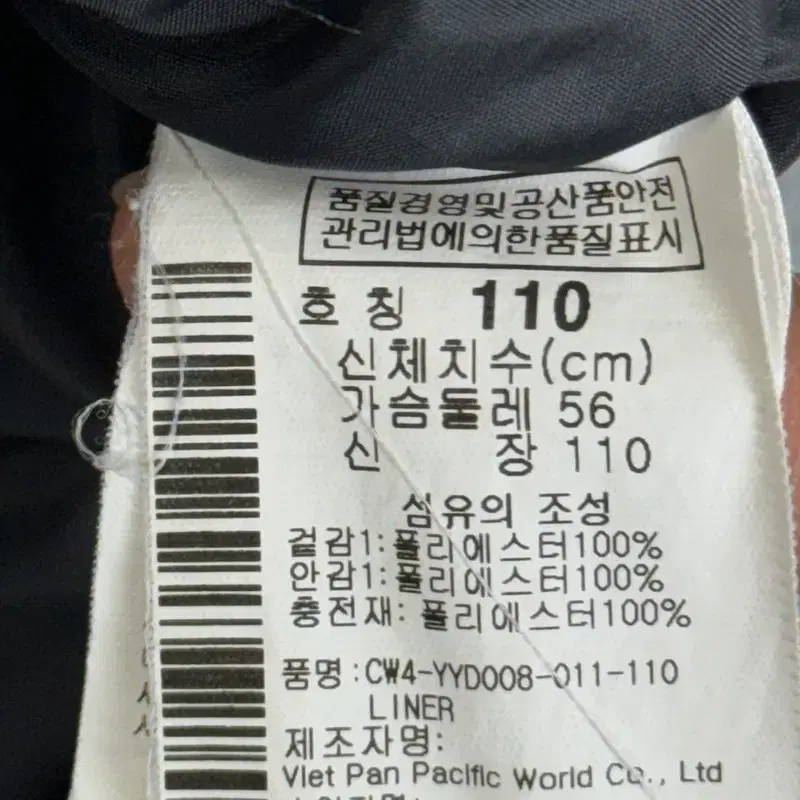 품질경영및공산품안전
관리법에의한품질표시
호 칭 110
신체치수(cm)
가슴둘레 56
신 장 110
섬유의 조성
겉감1:폴리에스터100%
안감1:폴리에스터100%
충전재: 폴리에스터100%
품명:CW4-YYD008-011-110
LINER
제조자명:
Viet Pan Pacific World Co., Ltd